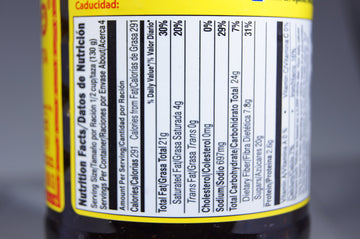 Caducidad:
Nutrition Facts/Datos de Nutrición
Serving Size/Tamaño por Ración 1/2 cup/taza (130 g)
Servings Per Container/Raciones por Envase About/Acerca 4
Amount Per Serving/Cantidad por Ración
Calories/Calorías 291 Calories from Fat/Calorías de Grasa 291
% Daily Value*/% Valor Diario*
Total Fat/Grasa Total 21g 30%
Saturated Fat/Grasa Saturada 4g 20%
Trans Fat/Grasa Trans 0g
Cholesterol/Colesterol 0mg 0%
Sodium/Sodio 697mg 29%
Total Carbohydrate/Carbohidrato Total 24g 7%
Dietary Fiber/Fibra Dietética 7.8g 31%
Sugars/Azúcares 20g
Protein/Proteína 2.6g